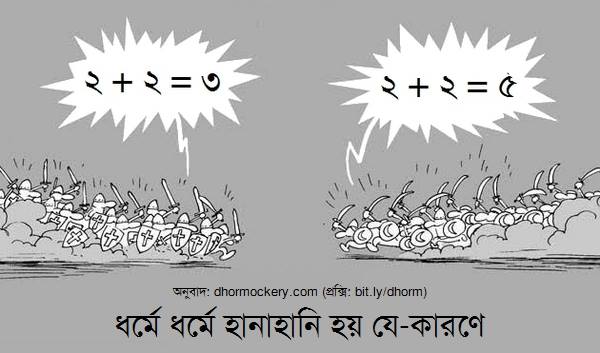 ২ + ২ = ৩
২ + ২ = ৫
অনুবাদ: dhormockery.com (প্রক্সি: bit.ly/dhorm)
ধর্মে ধর্মে হানাহানি হয় যে-কারণে